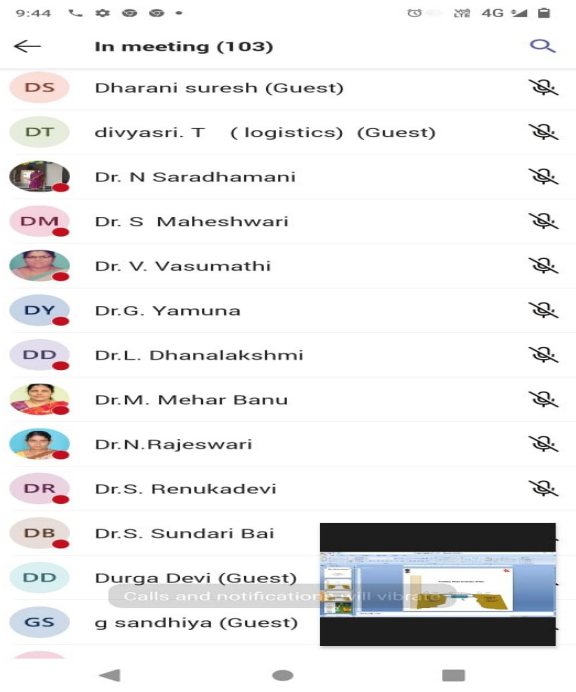 9:44 VoD LTE 4G
In meeting (103)
DS Dharani suresh (Guest)
DT divyasri. T ( logistics) (Guest)
Dr. N Saradhamani
DM Dr. S Maheshwari
Dr. V. Vasumathi
DY Dr.G. Yamuna
DD Dr.L. Dhanalakshmi
Dr.M. Mehar Banu
Dr.N.Rajeswari
DR Dr.S. Renukadevi
DB Dr.S. Sundari Bai
DD Durga Devi (Guest)
Calls and notifications will vibrate
GS g sandhiya (Guest)